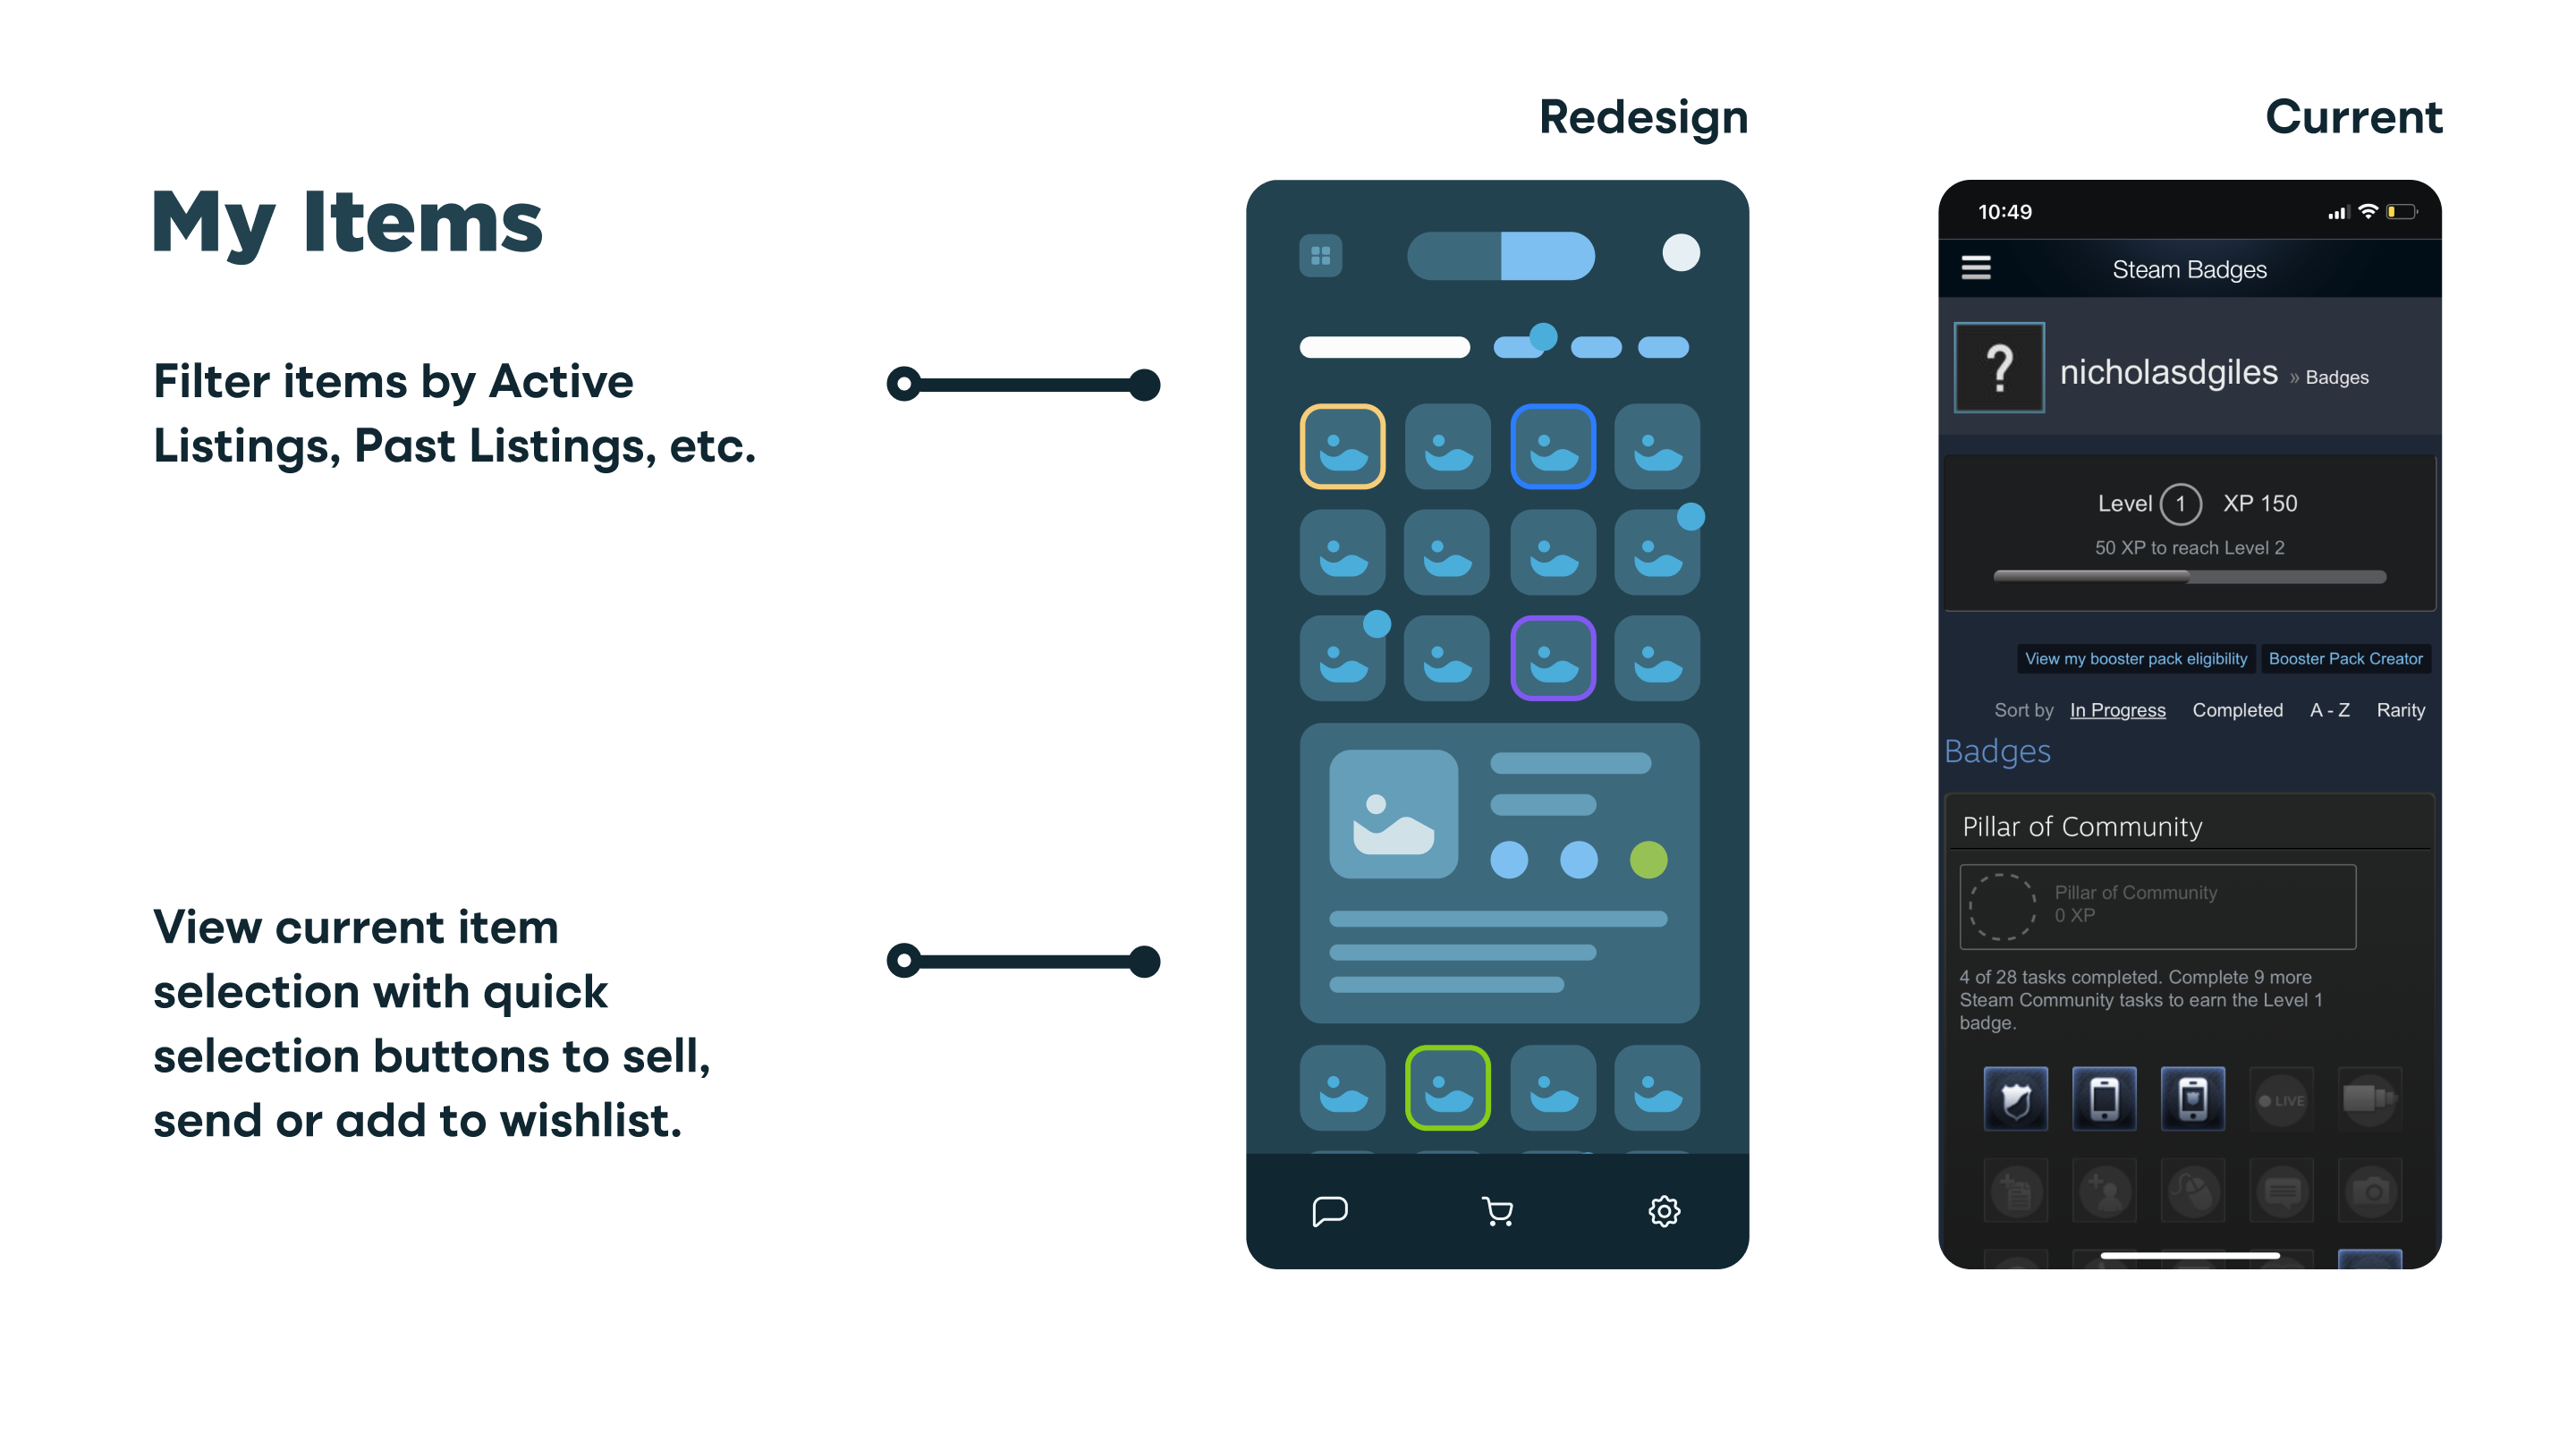 Redesign
Current
My Items
Filter items by Active
Listings, Past Listings, etc.
View current item
selection with quick
selection buttons to sell,
send or add to wishlist.
10:49
Steam Badges
?
nicholasdgiles » Badges
Level 1 XP 150
50 XP to reach Level 2
View my booster pack eligibility
Booster Pack Creator
Sort by In Progress Completed A - Z Rarity
Badges
Pillar of Community
Pillar of Community
0 XP
4 of 28 tasks completed. Complete 9 more
Steam Community tasks to earn the Level 1
badge.
LIVE